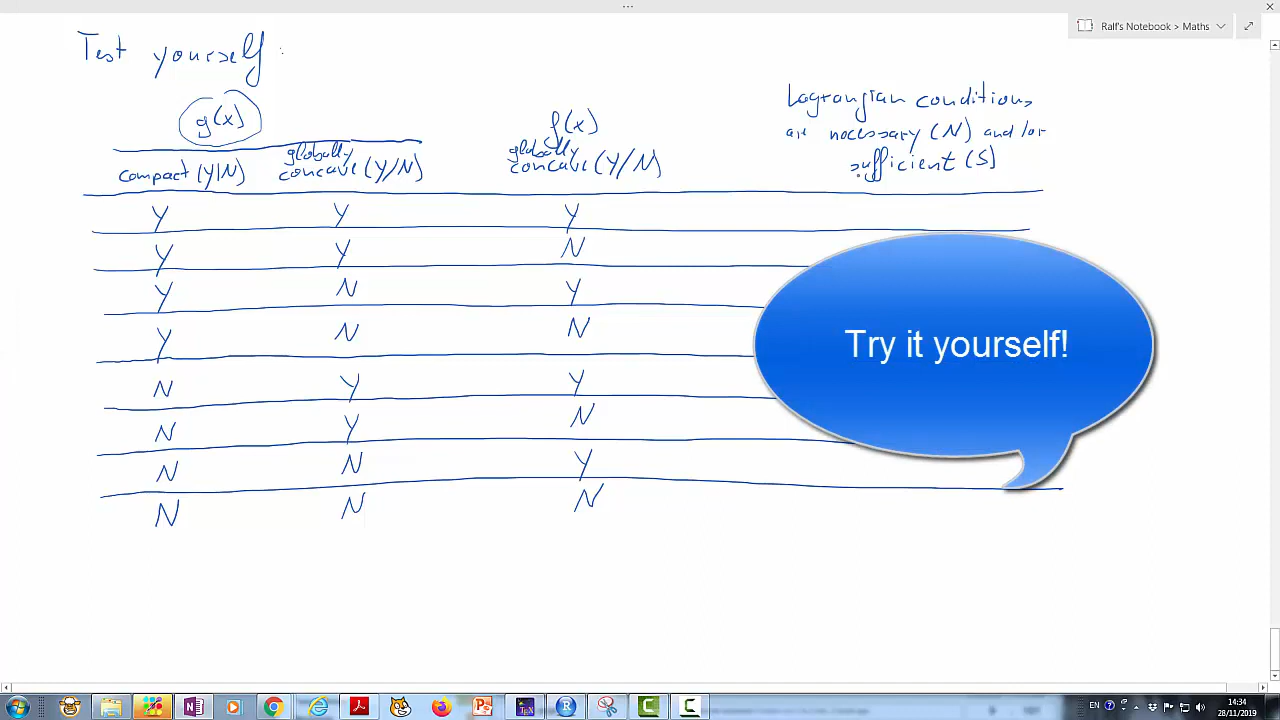 ...
Ralf's Notebook > Maths
Test yourself :
g(x)
f(x)
Lagrangian conditions
are necessary (N) and/or
sufficient (S)
compact (Y/N)
globally
concave (Y/N)
globally
concave (Y/N)
Y Y Y
Y Y N
Y N Y
Y N N
N Y Y
N Y N
N N Y
N N N
Try it yourself!
EN
14:34
28/11/2019